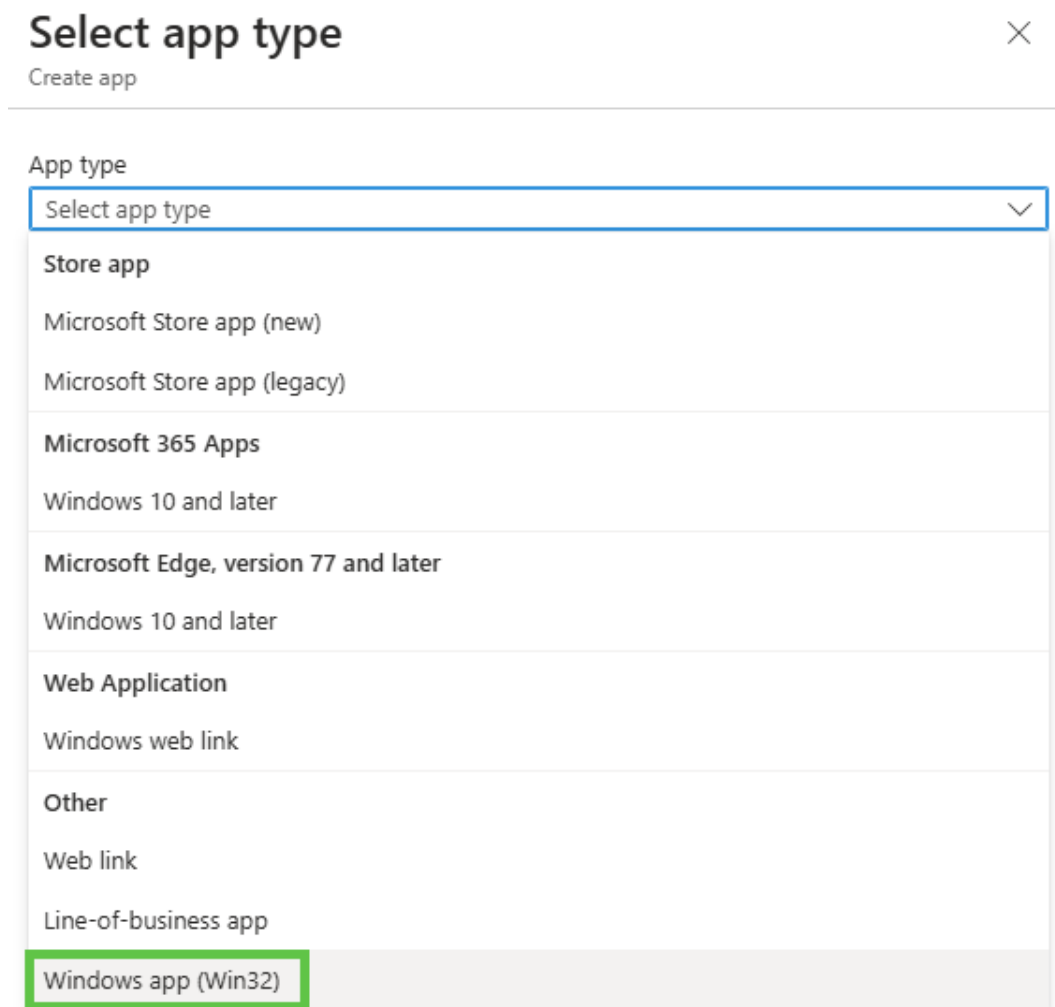 Select app type
Create app
App type
Select app type
Store app
Microsoft Store app (new)
Microsoft Store app (legacy)
Microsoft 365 Apps
Windows 10 and later
Microsoft Edge, version 77 and later
Windows 10 and later
Web Application
Windows web link
Other
Web link
Line-of-business app
Windows app (Win32)